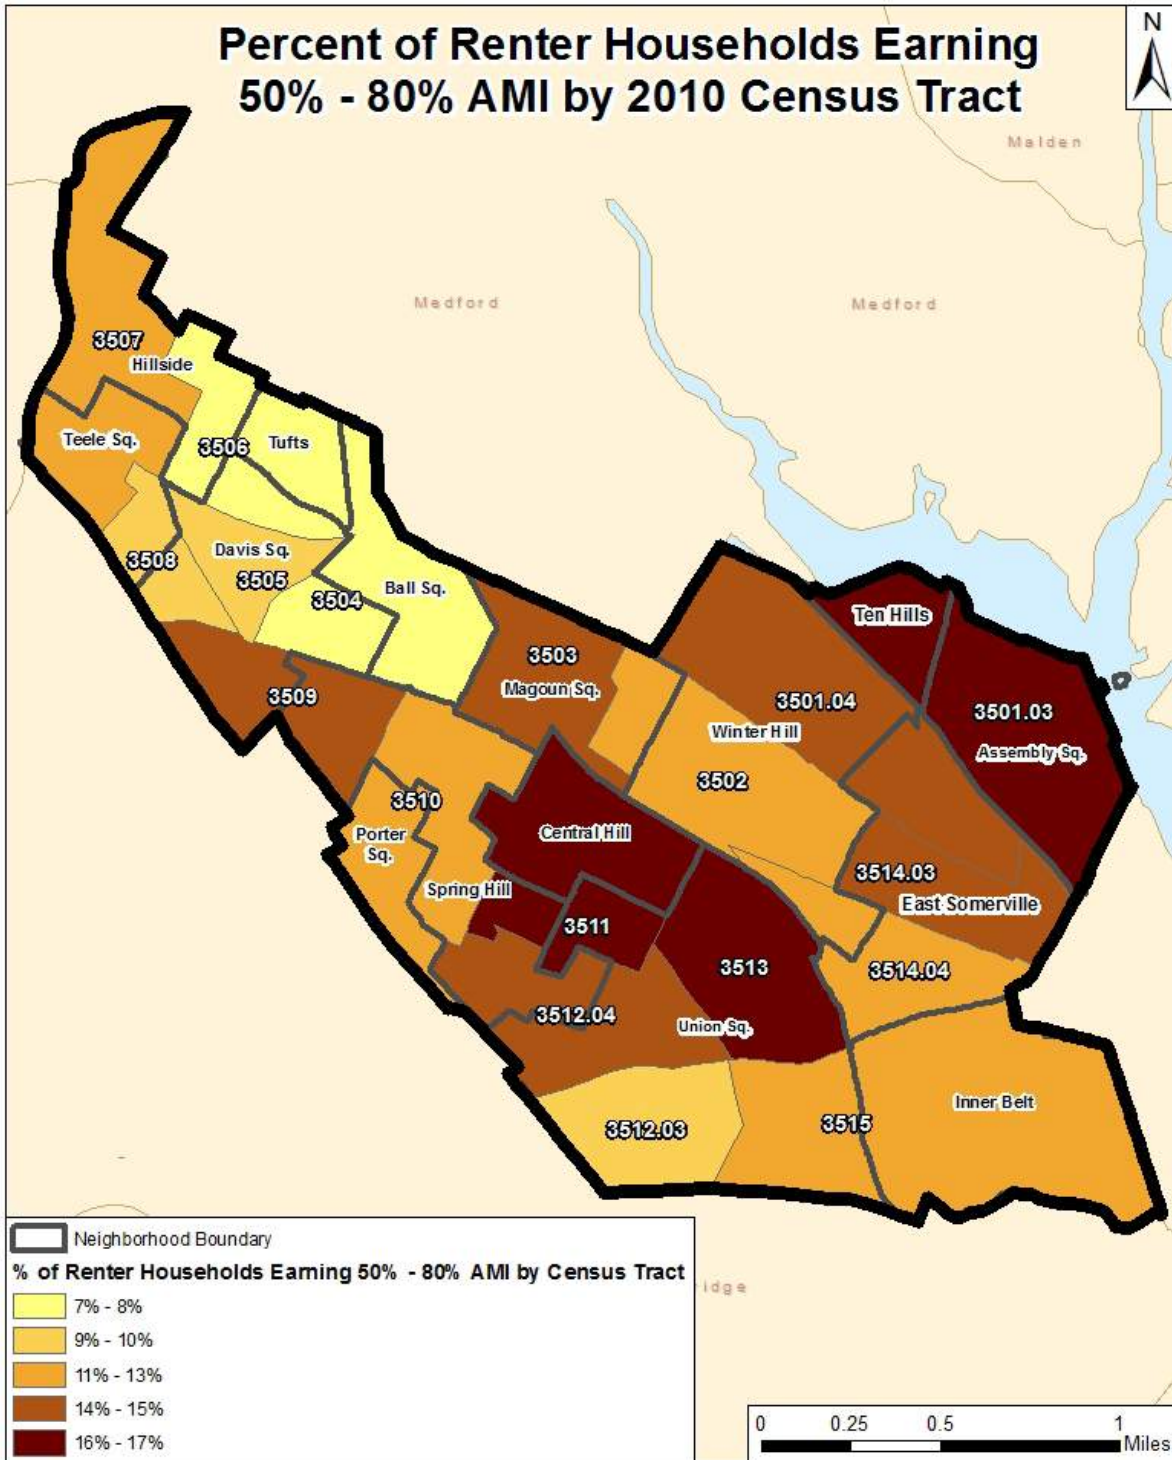 Percent of Renter Households Earning
50% - 80% AMI by 2010 Census Tract
N
Malden
Medford
Medford
3507
Hillside
Teele Sq.
3506
Tufts
3508
Davis Sq.
3505
3504
Ball Sq.
Ten Hills
3503
Magoun Sq.
3501.04
3501.03
Winter Hill
Assembly Sq.
3509
3502
3510
Porter
Sq.
Central Hill
Spring Hill
3514.03
East Somerville
3511
3513
3514.04
3512.04
Union Sq.
Inner Belt
3512.03
3515
Neighborhood Boundary
% of Renter Households Earning 50% - 80% AMI by Census Tract
7% - 8%
9% - 10%
11% - 13%
14% - 15%
16% - 17%
ridge
0 0.25 0.5 1
Miles